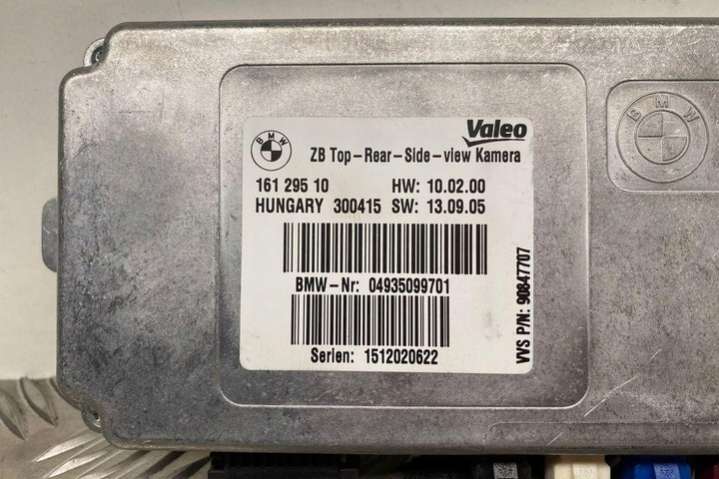 BMW
Valeo
ZB Top-Rear-Side-view Kamera
161 295 10 HW: 10.02.00
HUNGARY 300415 SW: 13.09.05
BMW-Nr: 04935099701
Serien: 1512020622
VVS P/N: 90847707
BMW